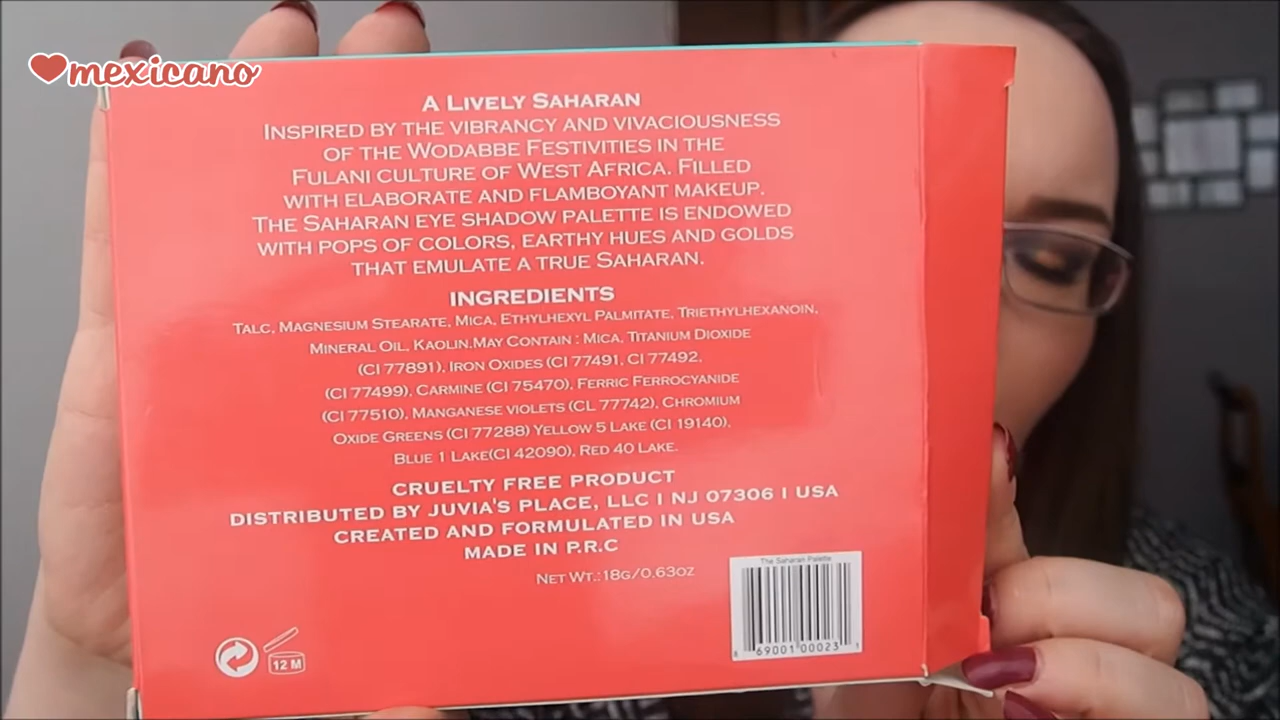 mexicano
A LIVELY SAHARAN
INSPIRED BY THE VIBRANCY AND VIVACIOUSNESS
OF THE WODABBE FESTIVITIES IN THE
FULANI CULTURE OF WEST AFRICA. FILLED
WITH ELABORATE AND FLAMBOYANT MAKEUP.
THE SAHARAN EYE SHADOW PALETTE IS ENDOWED
WITH POPS OF COLORS, EARTHY HUES AND GOLDS
THAT EMULATE A TRUE SAHARAN.
INGREDIENTS
TALC, MAGNESIUM STEARATE, MICA, ETHYLHEXYL PALMITATE, TRIETHYLHEXANOIN,
MINERAL OIL, KAOLIN.MAY CONTAIN : MICA, TITANIUM DIOXIDE
(CI 77891), IRON OXIDES (CI 77491, CI 77492,
(CI 77499), CARMINE (CI 75470), FERRIC FERROCYANIDE
(CI 77510), MANGANESE VIOLETS (CL 77742), CHROMIUM
OXIDE GREENS (CI 77288) YELLOW 5 LAKE (CI 19140),
BLUE 1 LAKE(CI 42090), RED 40 LAKE.
CRUELTY FREE PRODUCT
DISTRIBUTED BY JUVIA'S PLACE, LLC I NJ 07306 I USA
CREATED AND FORMULATED IN USA
MADE IN P.R.C
NET WT.: 18G/0.63OZ
The Saharan Palette
8 69001 00023 1
12 M